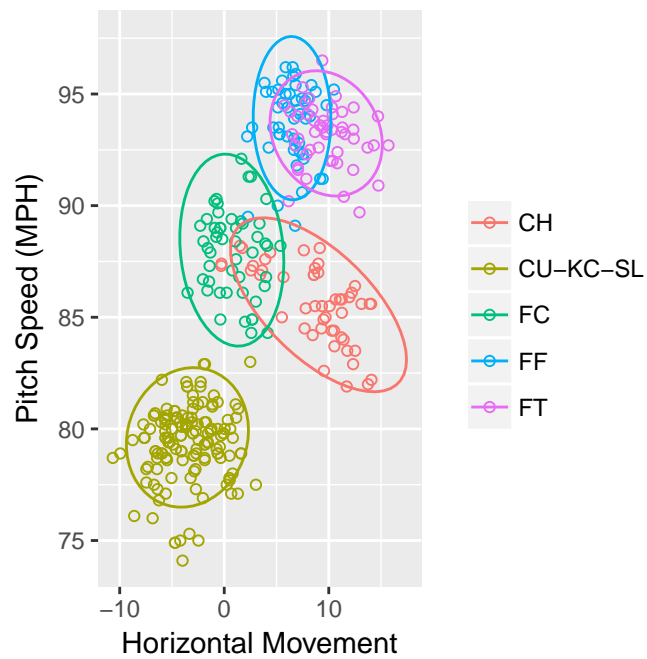 Pitch Speed (MPH)
95
90
85
80
75
−10
0
10
Horizontal Movement
CH
CU−KC−SL
FC
FF
FT